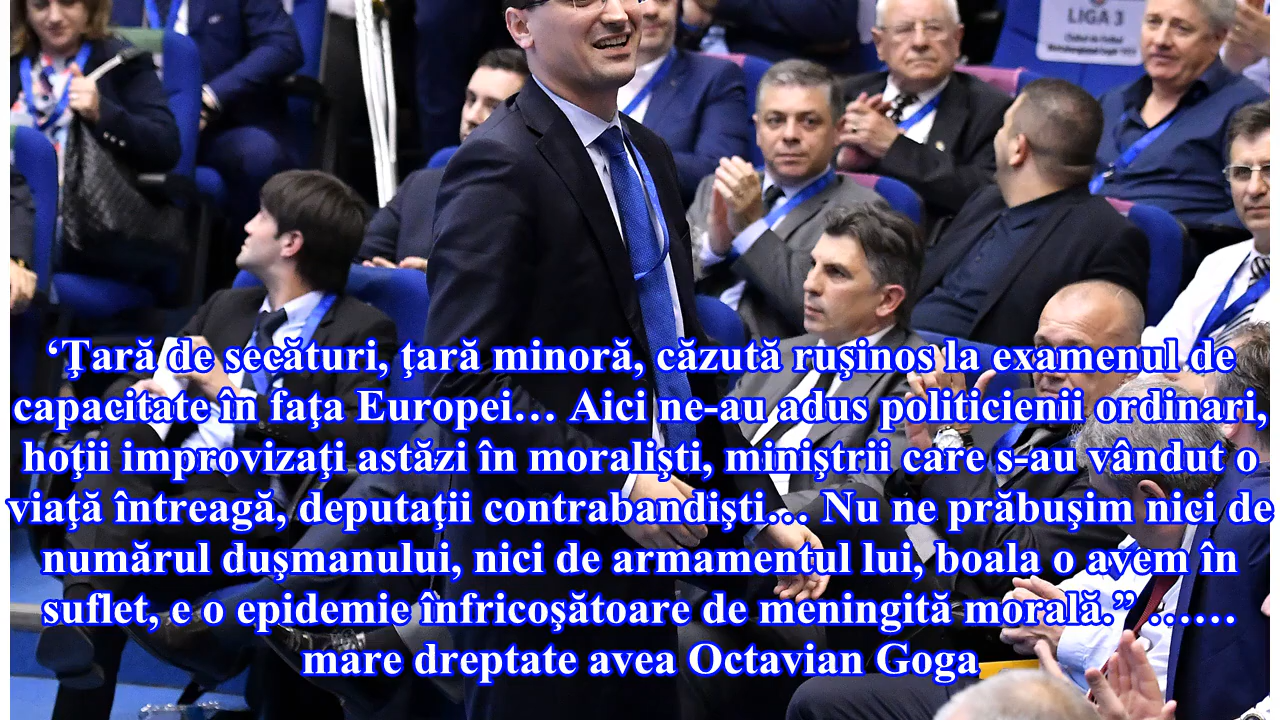 LIGA 3
‘Ţară de secături, ţară minoră, căzută ruşinos la examenul de
capacitate în faţa Europei… Aici ne-au adus politicienii ordinari,
hoţii improvizaţi astăzi în moralişti, miniştrii care s-au vândut o
viaţă întreagă, deputaţii contrabandişti… Nu ne prăbuşim nici de
numărul duşmanului, nici de armamentul lui, boala o avem în
suflet, e o epidemie înfricoşătoare de meningită morală.” ……
mare dreptate avea Octavian Goga